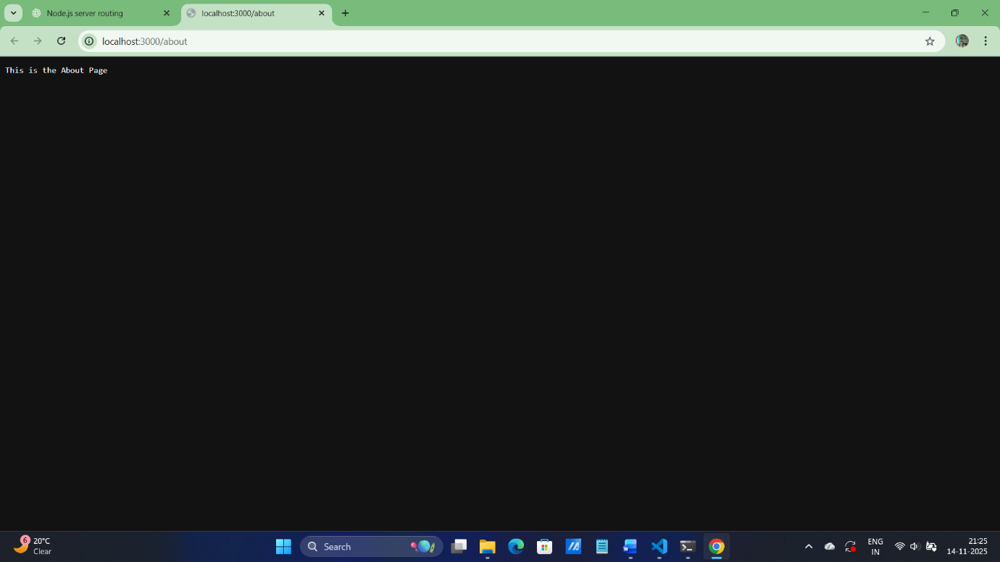 Node.js server routing
localhost:3000/about
localhost:3000/about
This is the About Page
6
20°C
Clear
Search
ENG
IN
21:25
14-11-2025